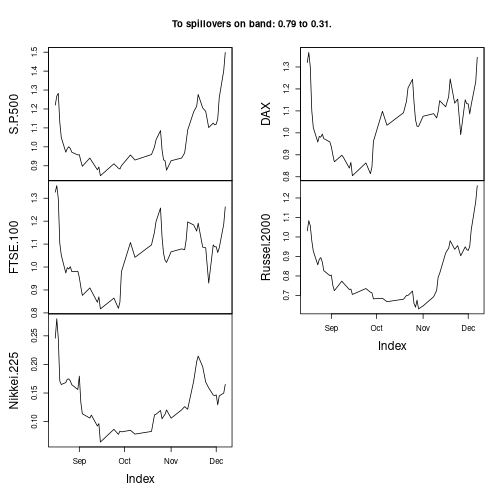 To spillovers on band: 0.79 to 0.31.
S.P.500
0.9 1.0 1.1 1.2 1.3 1.4 1.5
FTSE.100
0.8 0.9 1.0 1.1 1.2 1.3
Nikkei.225
0.10 0.15 0.20 0.25
Sep Oct Nov Dec
Index
DAX
0.8 0.9 1.0 1.1 1.2 1.3
Russel.2000
0.7 0.8 0.9 1.0 1.1 1.2
Sep Oct Nov Dec
Index